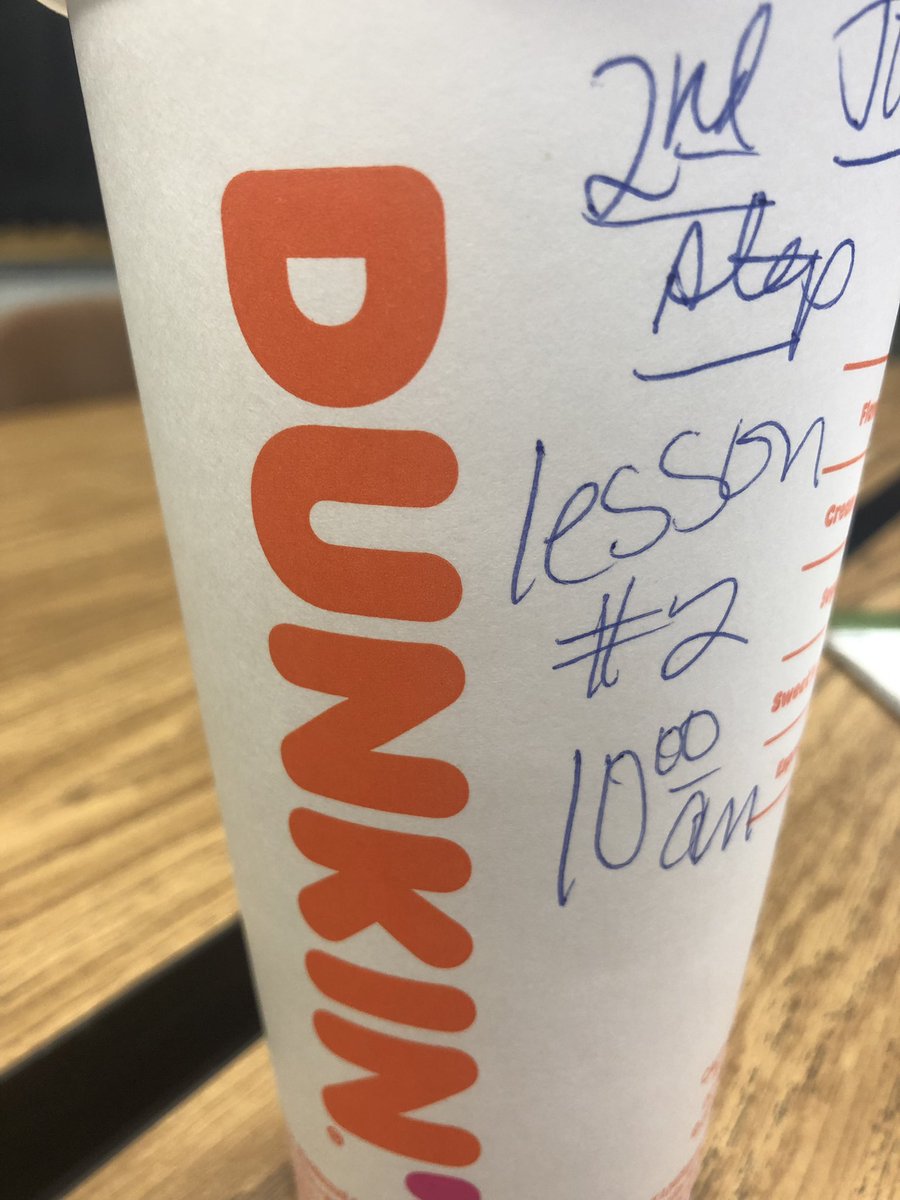 DUNKIN'
2nd
step
lesson
#2
10 00
am